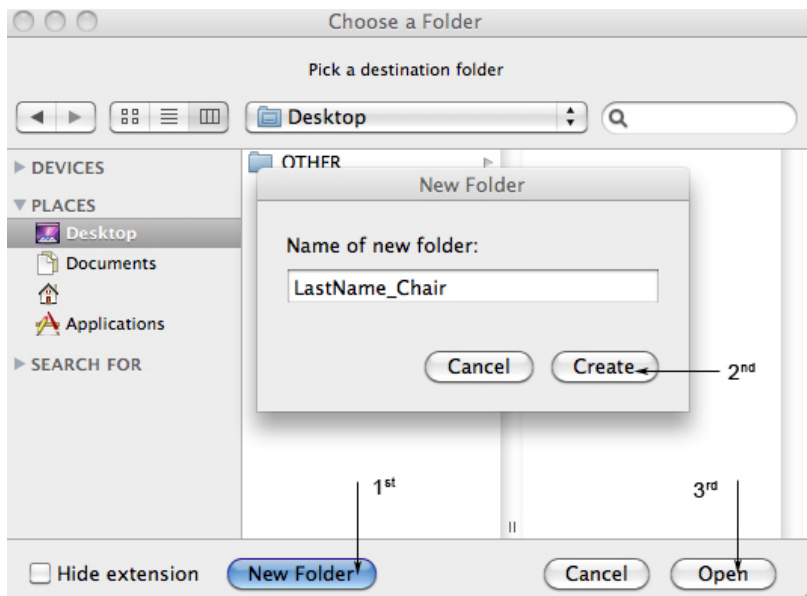 Choose a Folder
Pick a destination folder
Desktop
DEVICES
PLACES
Desktop
Documents
Applications
SEARCH FOR
OTHER
New Folder
Name of new folder:
LastName_Chair
Cancel
Create
2nd
1st
3rd
Hide extension
New Folder
Cancel
Open